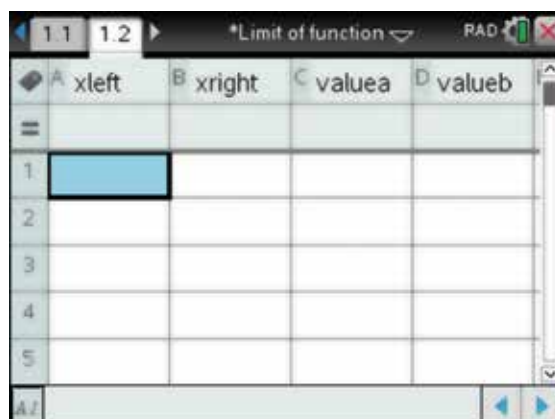 1.1 1.2 *Limit of function RAD
A xleft B xright C valuea D valueb
=
1
2
3
4
5
A1